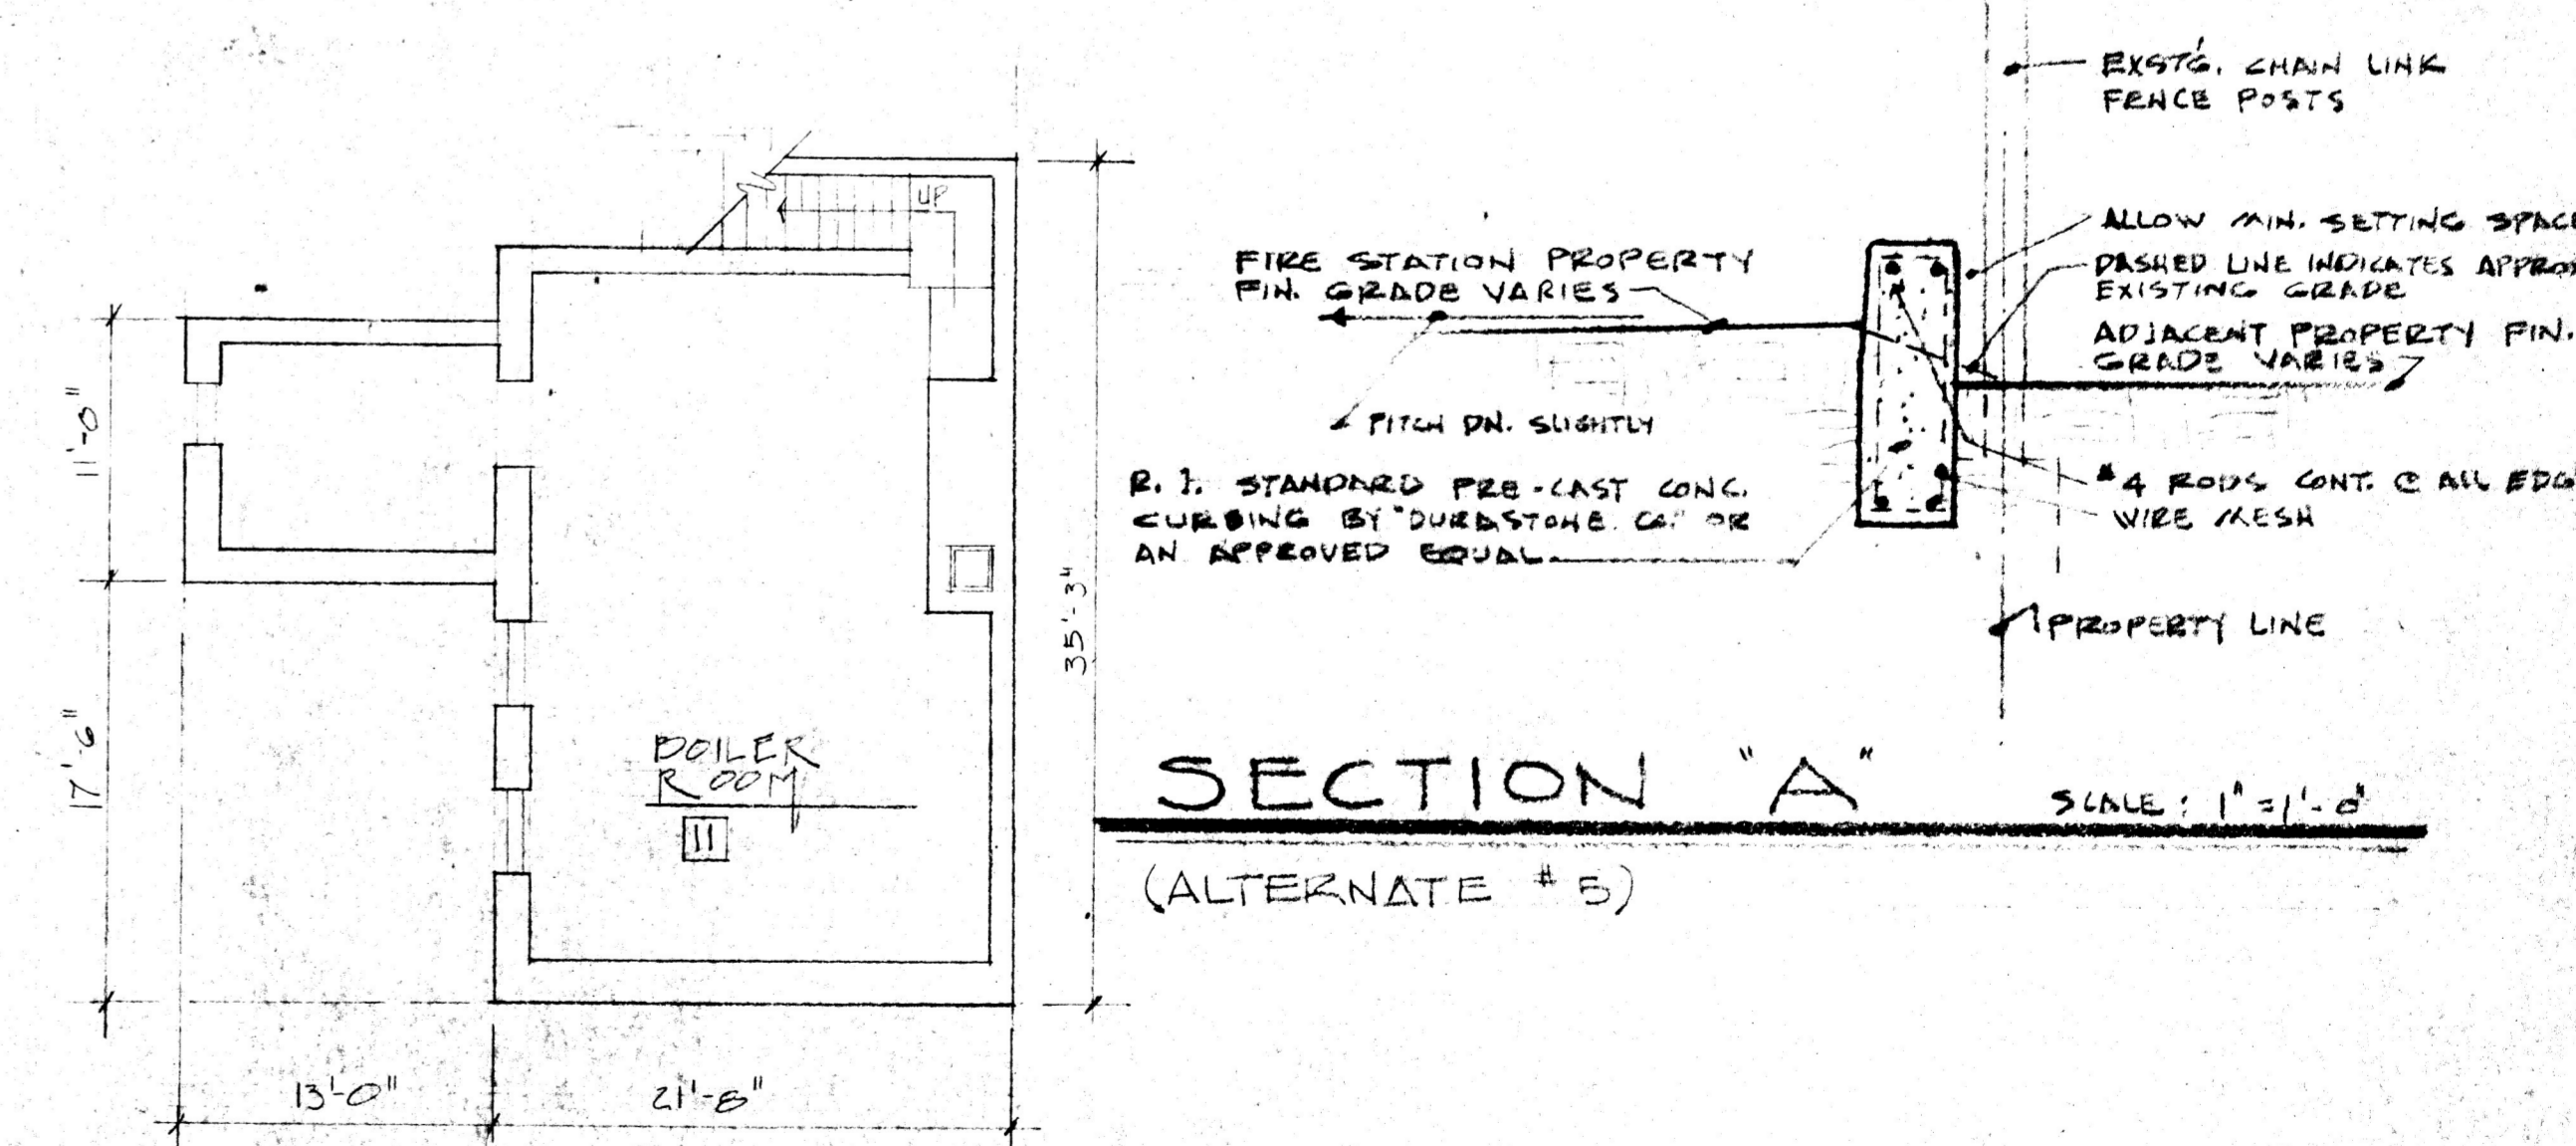 UP
11'-0"
17'-6"
35'-3"
13'-0"
21'-8"
BOILER
ROOM
11
EXST'G. CHAIN LINK
FENCE POSTS
ALLOW MIN. SETTING SPACE
DASHED LINE INDICATES APPROX
EXISTING GRADE
ADJACENT PROPERTY FIN.
GRADE VARIES
FIRE STATION PROPERTY
FIN. GRADE VARIES
PITCH DN. SLIGHTLY
R. I. STANDARD PRE-CAST CONC.
CURBING BY "DURASTONE CO." OR
AN APPROVED EQUAL
#4 RODS CONT. @ ALL EDG
WIRE MESH
PROPERTY LINE
SECTION "A"
SCALE: 1"=1'-0"
(ALTERNATE #5)